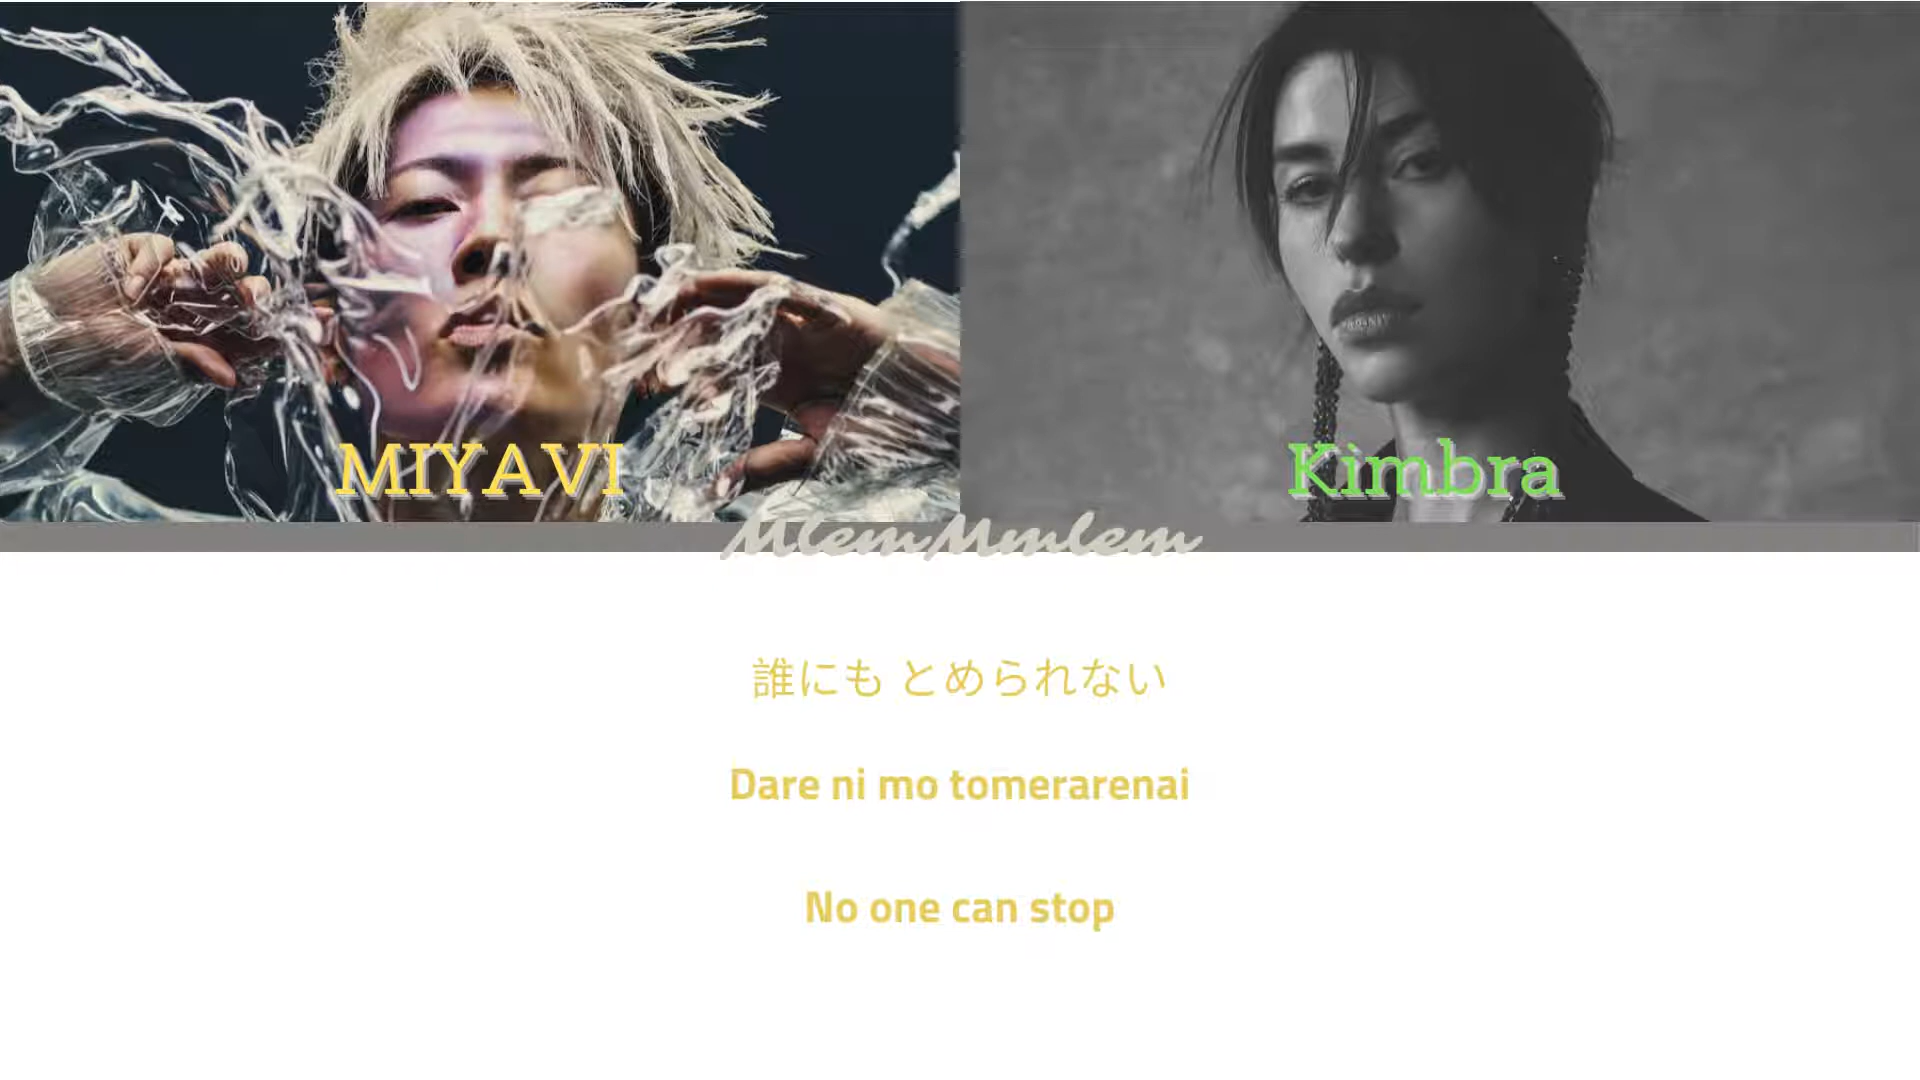 MIYAVI
Kimbra
MlemMmlem
誰にも とめられない
Dare ni mo tomerarenai
No one can stop